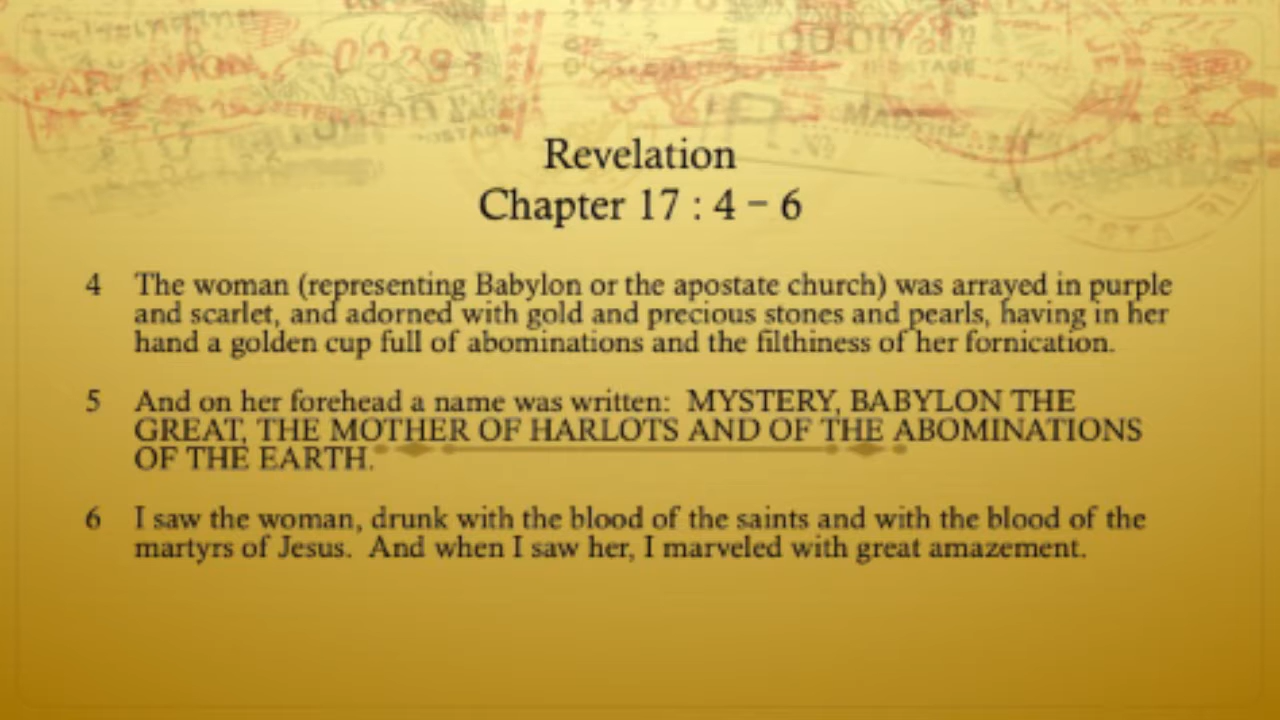 PAR AVION
Revelation
Chapter 17 : 4 – 6
4 The woman (representing Babylon or the apostate church) was arrayed in purple
and scarlet, and adorned with gold and precious stones and pearls, having in her
hand a golden cup full of abominations and the filthiness of her fornication.
5 And on her forehead a name was written:  MYSTERY, BABYLON THE
GREAT, THE MOTHER OF HARLOTS AND OF THE ABOMINATIONS
OF THE EARTH.
6 I saw the woman, drunk with the blood of the saints and with the blood of the
martyrs of Jesus.  And when I saw her, I marveled with great amazement.